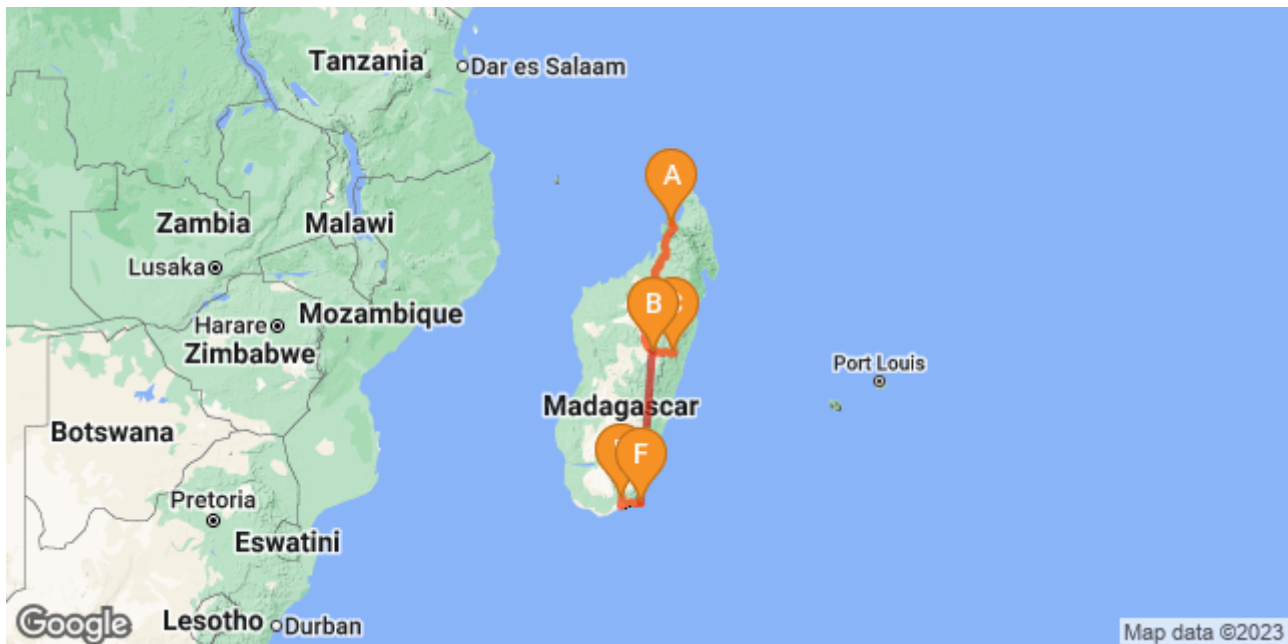 Tanzania
Dar es Salaam
A
Zambia
Malawi
Lusaka
B
C
Mozambique
Harare
Zimbabwe
Port Louis
Madagascar
Botswana
F
Pretoria
Eswatini
Lesotho
Durban
Google
Map data ©2023